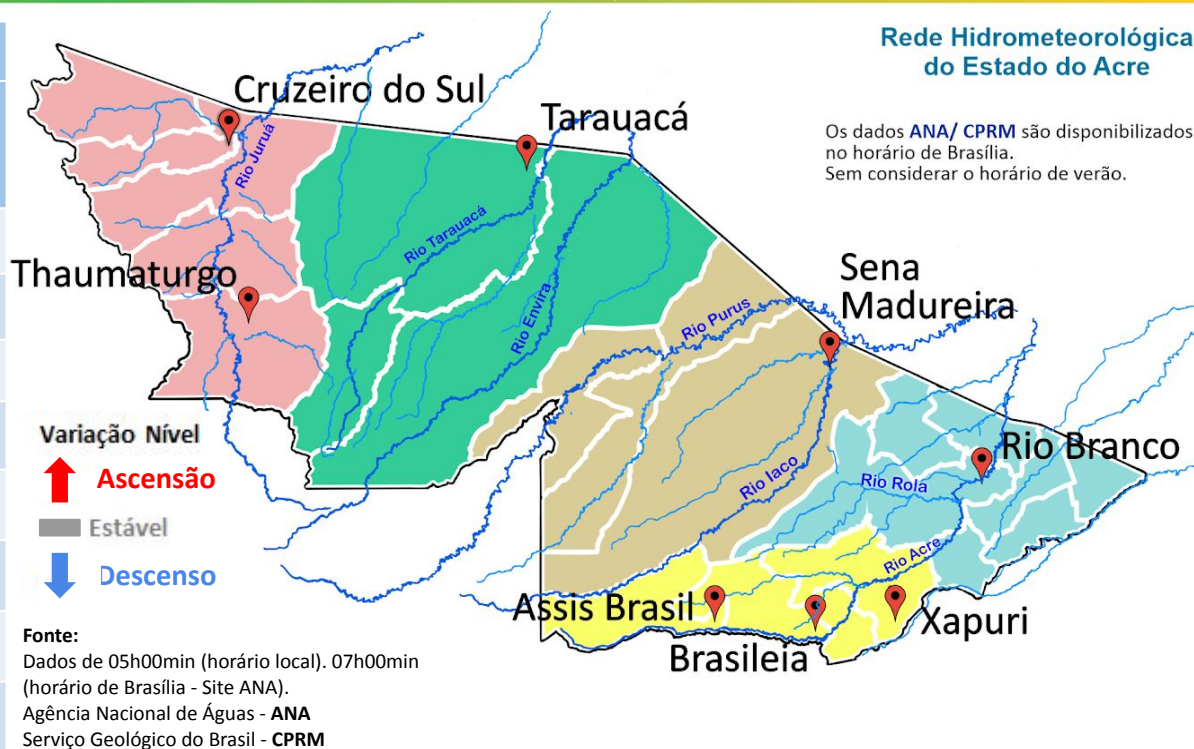 Rede Hidrometeorológica
do Estado do Acre
Os dados ANA/ CPRM são disponibilizados
no horário de Brasília.
Sem considerar o horário de verão.
Cruzeiro do Sul
Tarauacá
Rio Juruá
Rio Tarauacá
Thaumaturgo
Rio Envira
Sena
Madureira
Rio Purus
Variação Nível
Ascensão
Estável
Descenso
Rio Branco
Rio Iaco
Rio Rola
Rio Acre
Assis Brasil
Xapuri
Brasileia
Fonte:
Dados de 05h00min (horário local). 07h00min
(horário de Brasília - Site ANA).
Agência Nacional de Águas - ANA
Serviço Geológico do Brasil - CPRM